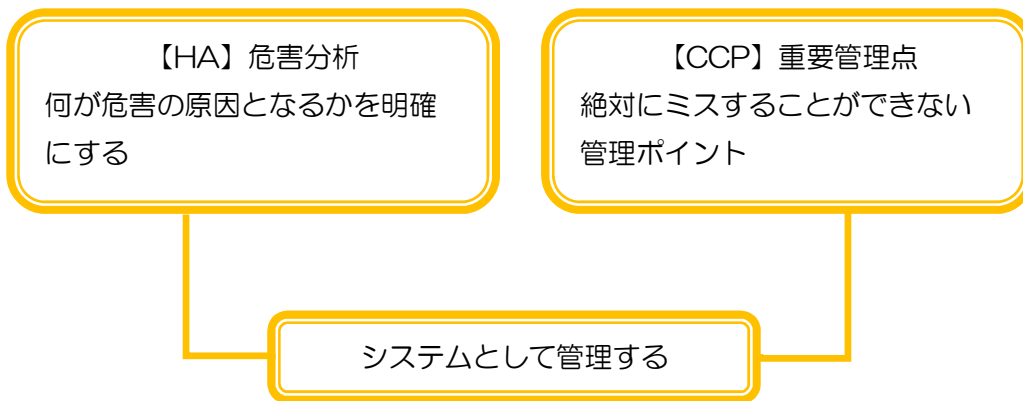 【HA】危害分析
何が危害の原因となるかを明確
にする
【CCP】重要管理点
絶対にミスすることができない
管理ポイント
システムとして管理する